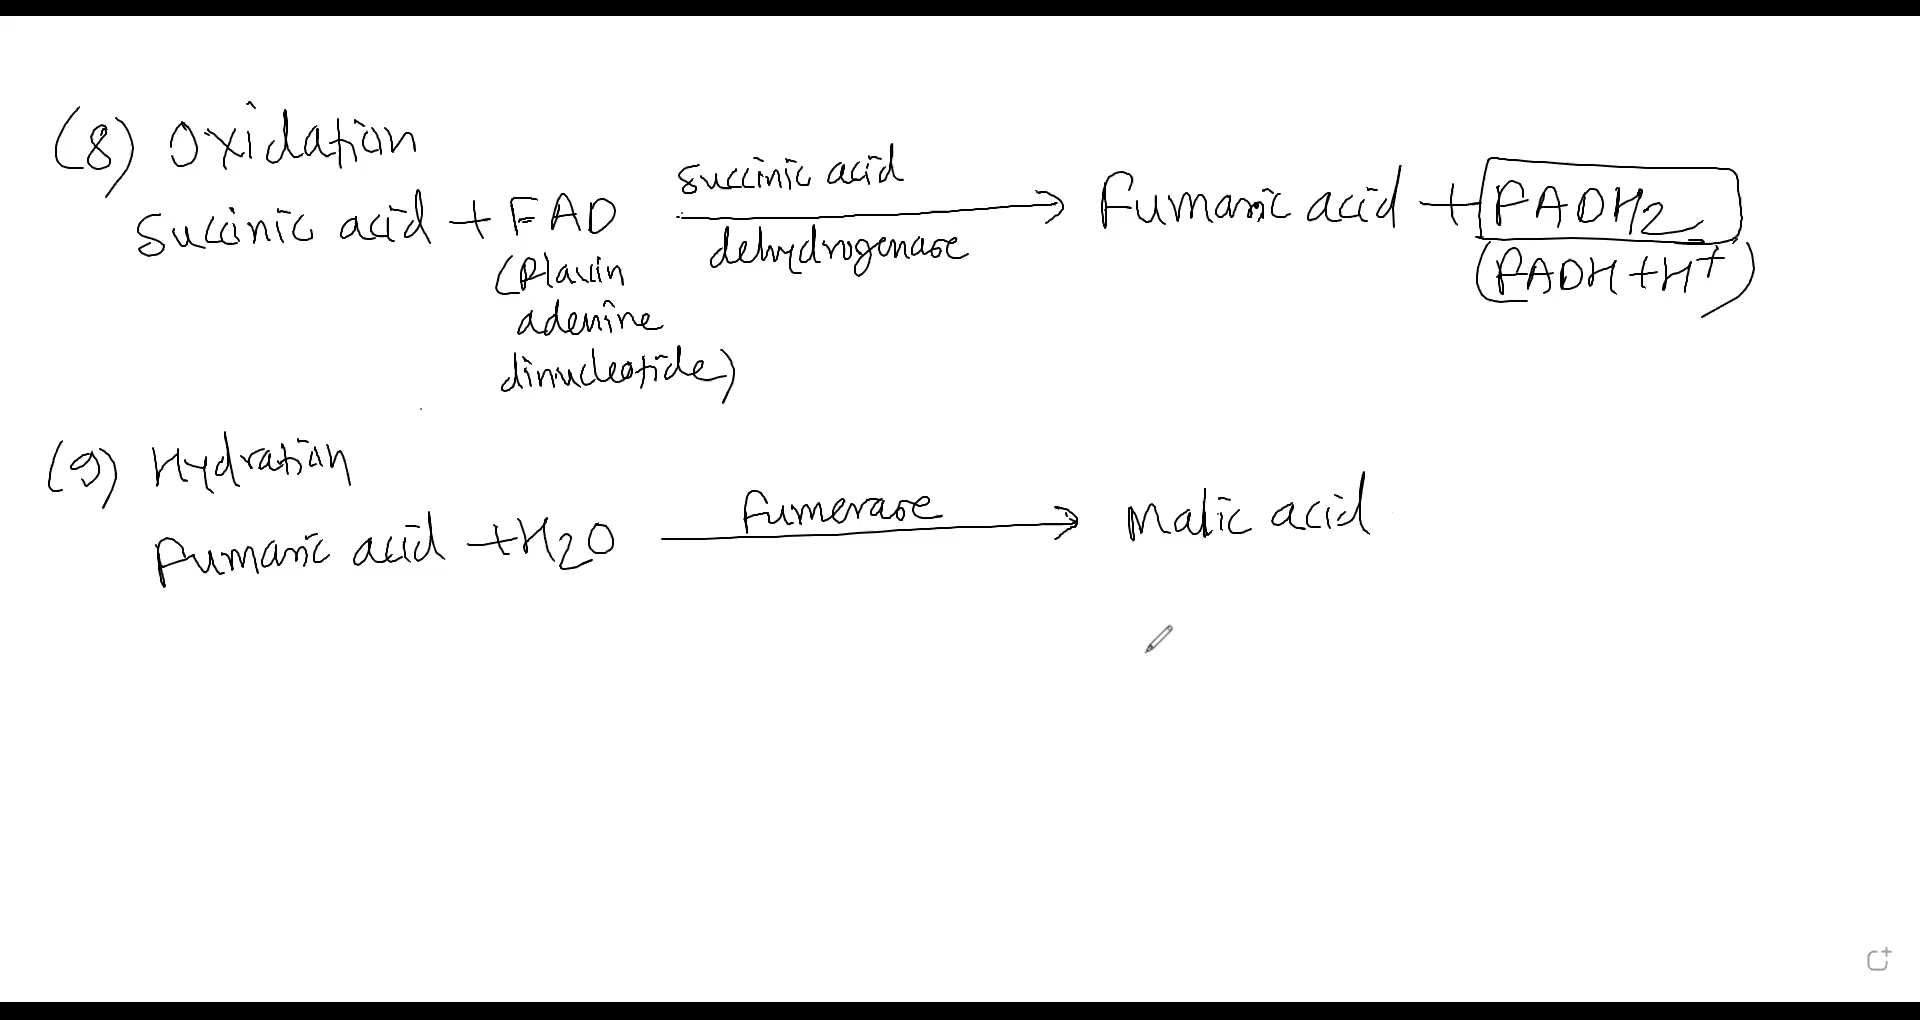 (8) Oxidation
Succinic acid + FAD
succinic acid
dehydrogenase
Fumaric acid + FADH2
(FADH + H+)
(Flavin
adenine
dinucleotide)
(9) Hydration
Fumaric acid + H2O
Fumerase
Malic acid